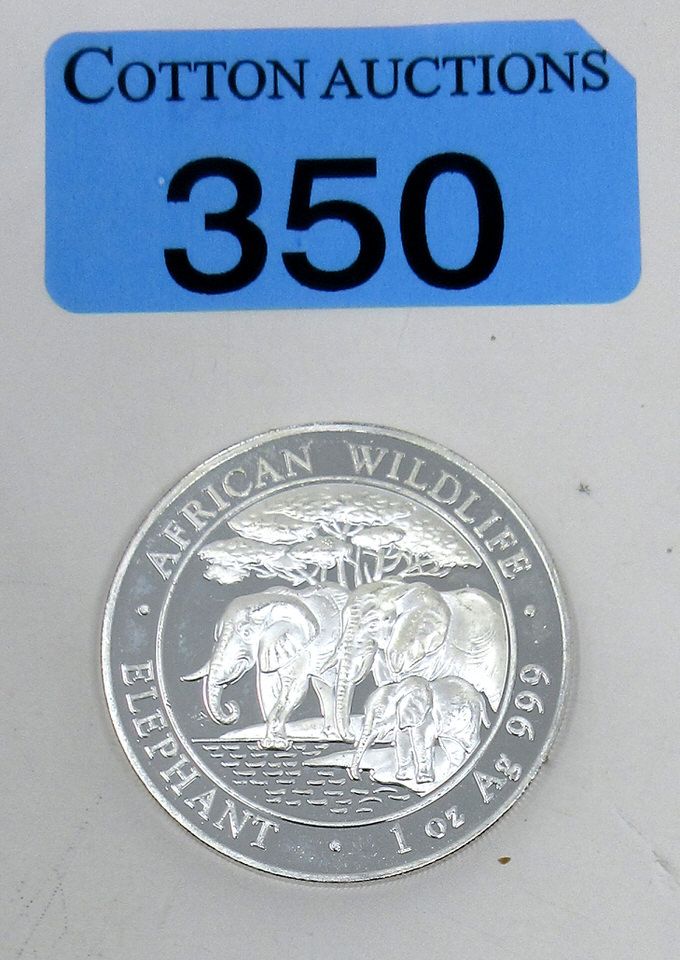 COTTON AUCTIONS
350
AFRICAN WILDLIFE
ELEPHANT • 1 oz Ag 999